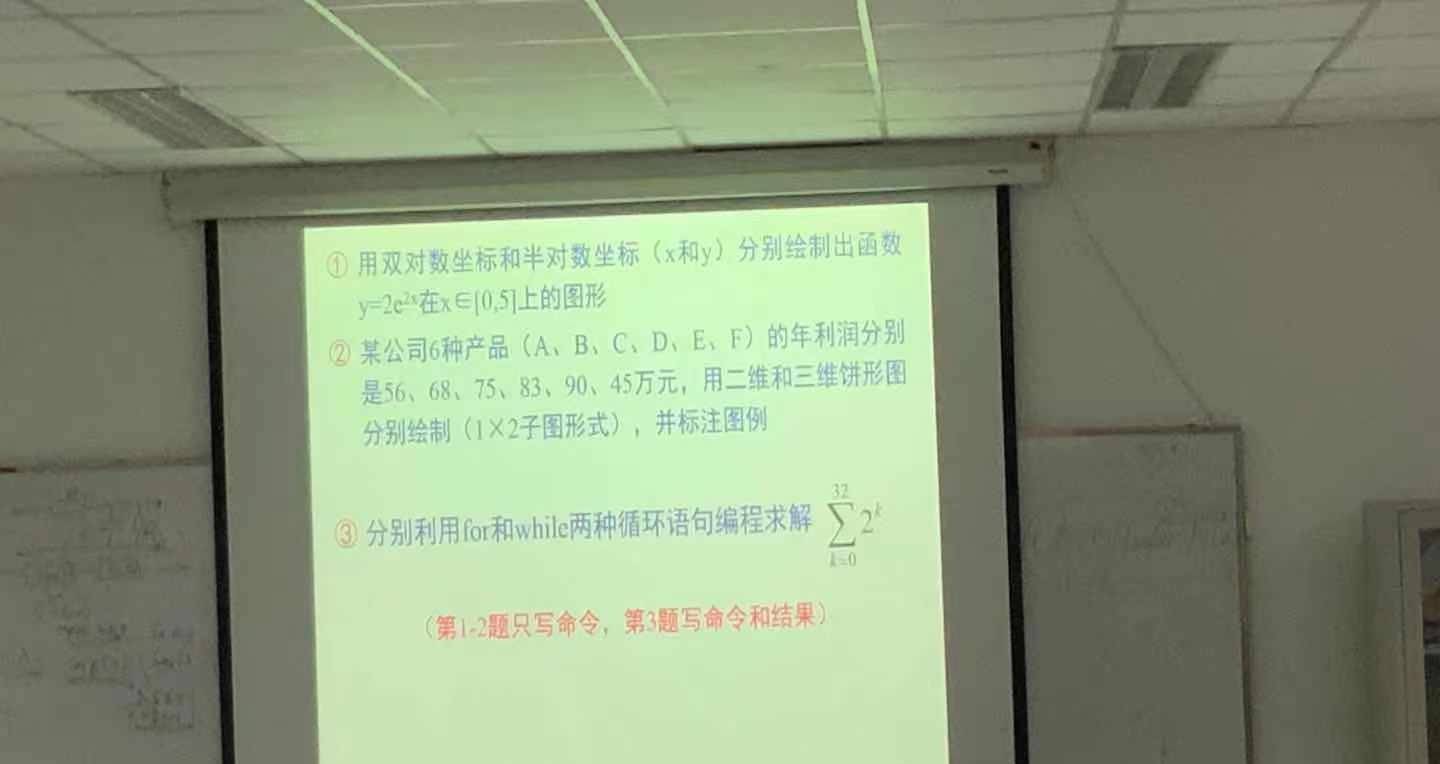 ① 用双对数坐标和半对数坐标（x和y）分别绘制出函数
y=2e²ˣ在x∈[0,5]上的图形
② 某公司6种产品（A、B、C、D、E、F）的年利润分别
是56、68、75、83、90、45万元，用二维和三维饼形图
分别绘制（1×2子图形式），并标注图例
③ 分别利用for和while两种循环语句编程求解 ∑_{k=0}^{32} 2^k
（第1-2题只写命令，第3题写命令和结果）